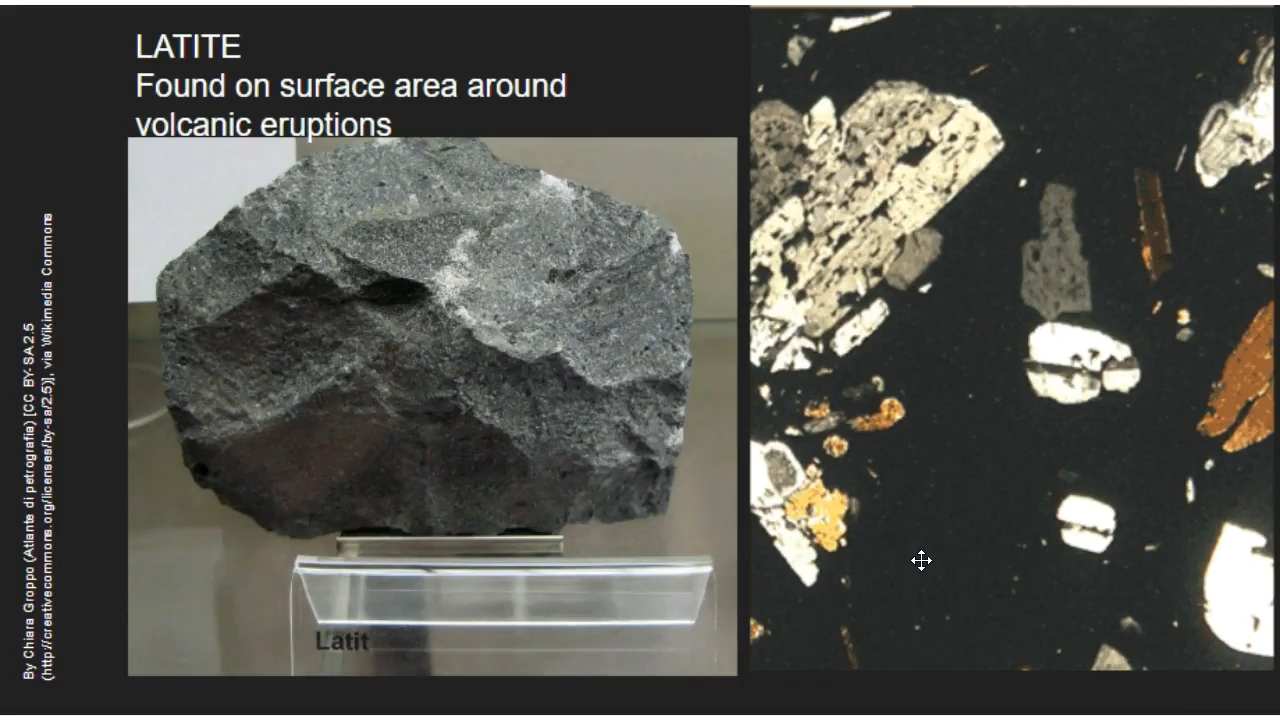 LATITE
Found on surface area around
volcanic eruptions
By Chiara Groppo (Atlante di petrografia) [CC BY-SA 2.5
(http://creativecommons.org/licenses/by-sa/2.5)], via Wikimedia Commons
Latit